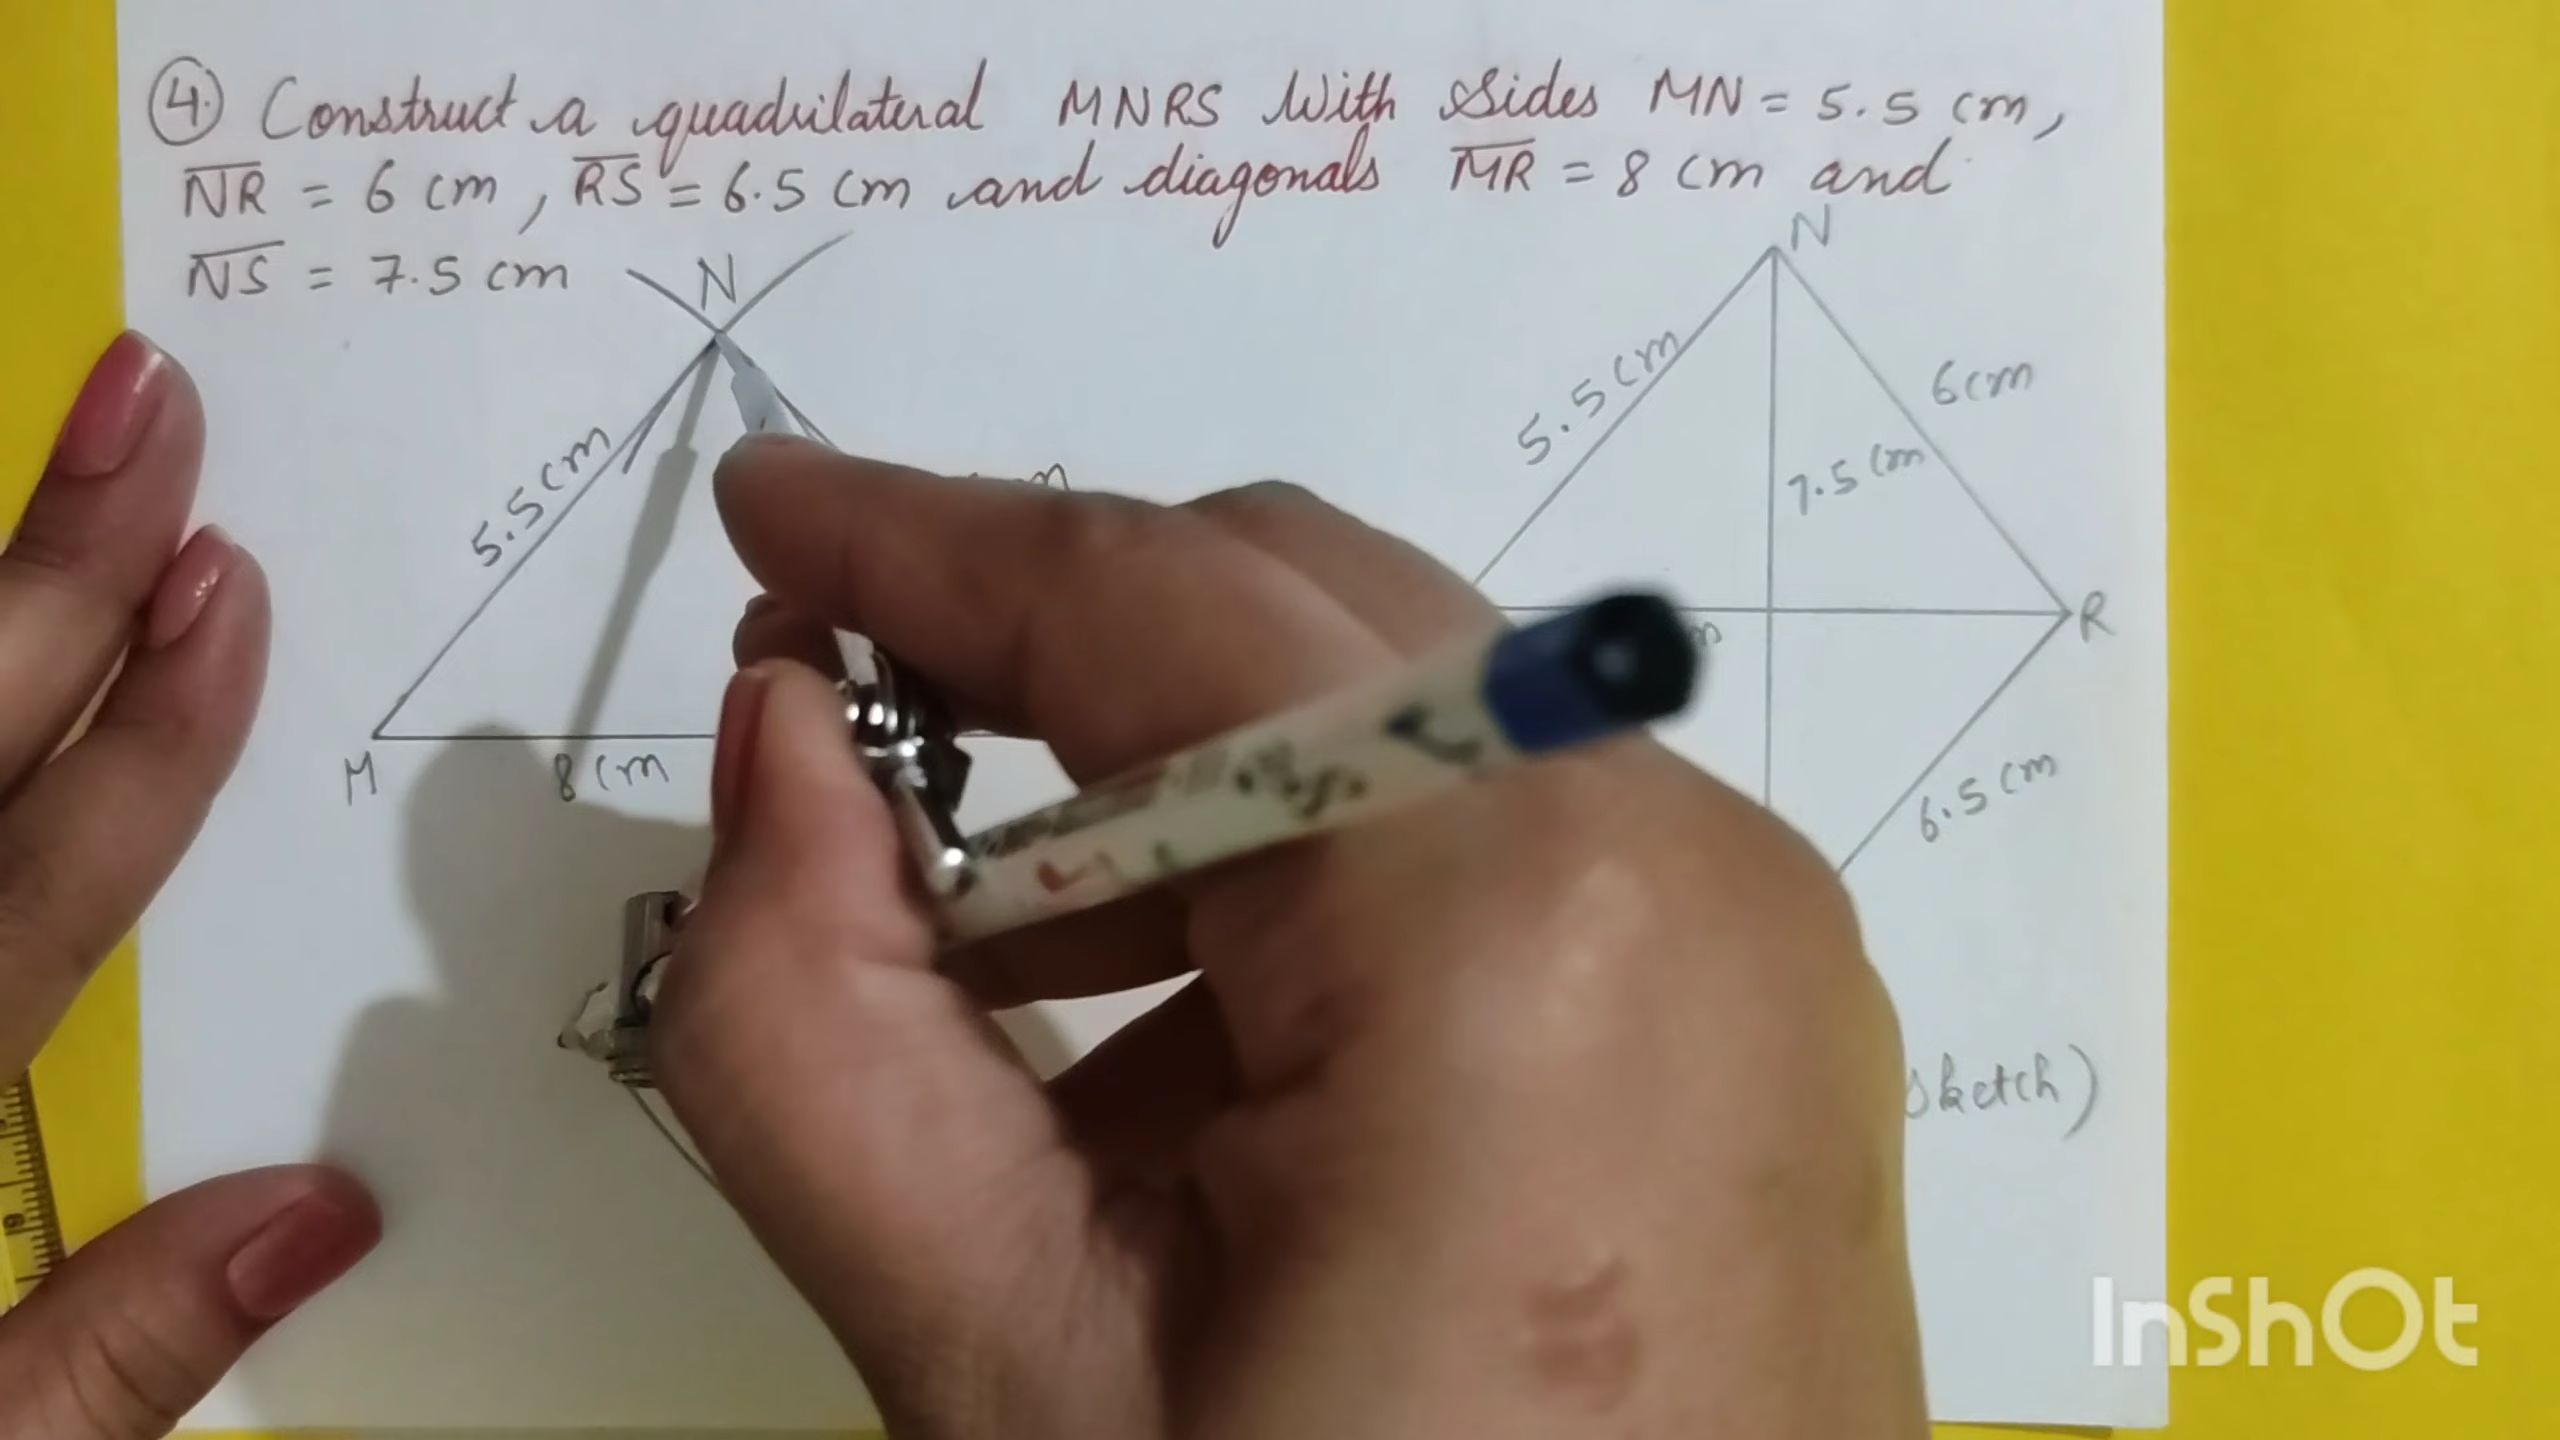 4. Construct a quadrilateral MNRS With sides MN = 5.5 cm,
NR = 6 cm, RS = 6.5 cm and diagonals MR = 8 cm and
NS = 7.5 cm
N
5.5 cm
M
8 cm
N
5.5 cm
6 cm
7.5 cm
R
6.5 cm
sketch)
6
InShOt